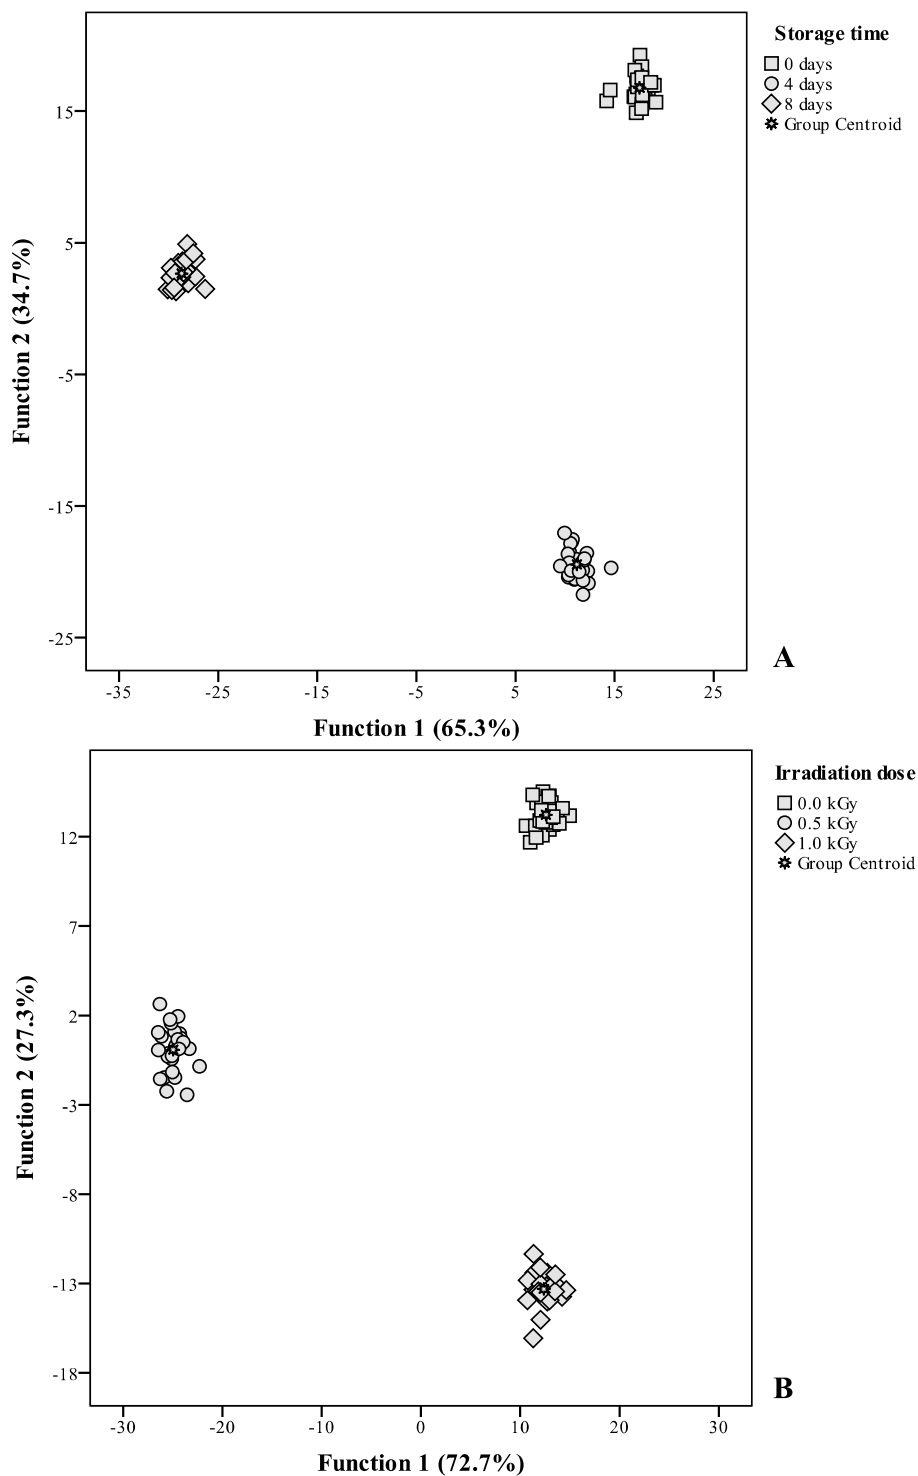 Storage time
0 days
4 days
8 days
Group Centroid
15
5
-5
-15
-25
Function 2 (34.7%)
-35 -25 -15 -5 5 15 25
Function 1 (65.3%)
A
Irradiation dose
0.0 kGy
0.5 kGy
1.0 kGy
Group Centroid
12
7
2
-3
-8
-13
-18
Function 2 (27.3%)
-30 -20 -10 0 10 20 30
Function 1 (72.7%)
B